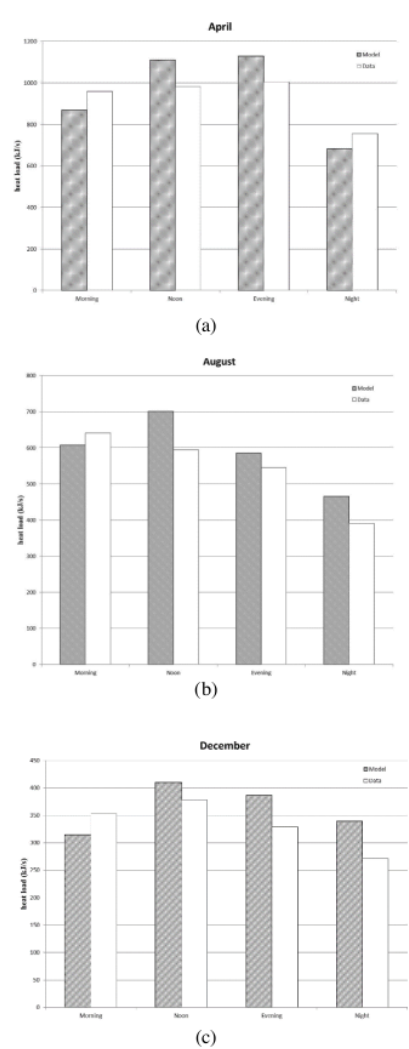 April
1200
1000
800
600
400
200
0
heat load (kJ/s)
Model
Data
Morning Noon Evening Night
(a)
August
800
700
600
500
400
300
200
100
0
heat load (kJ/s)
Model
Data
Morning Noon Evening Night
(b)
December
450
400
350
300
250
200
150
100
50
0
heat load (kJ/s)
Model
Data
Morning Noon Evening Night
(c)